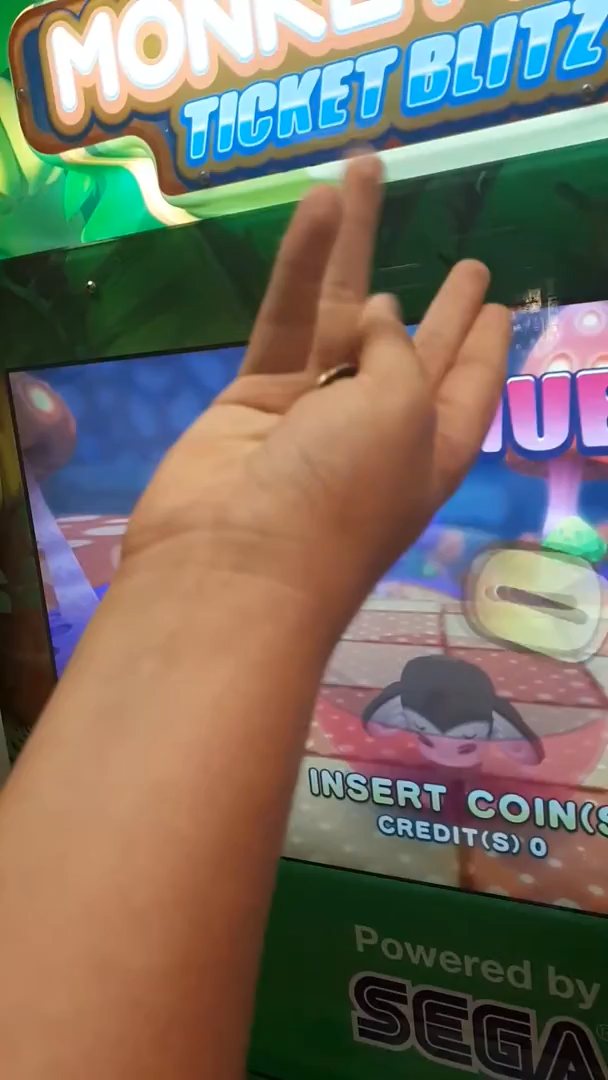 TICKET BLITZ
INSERT COIN(S
CREDIT(S) 0
Powered by
SEGA